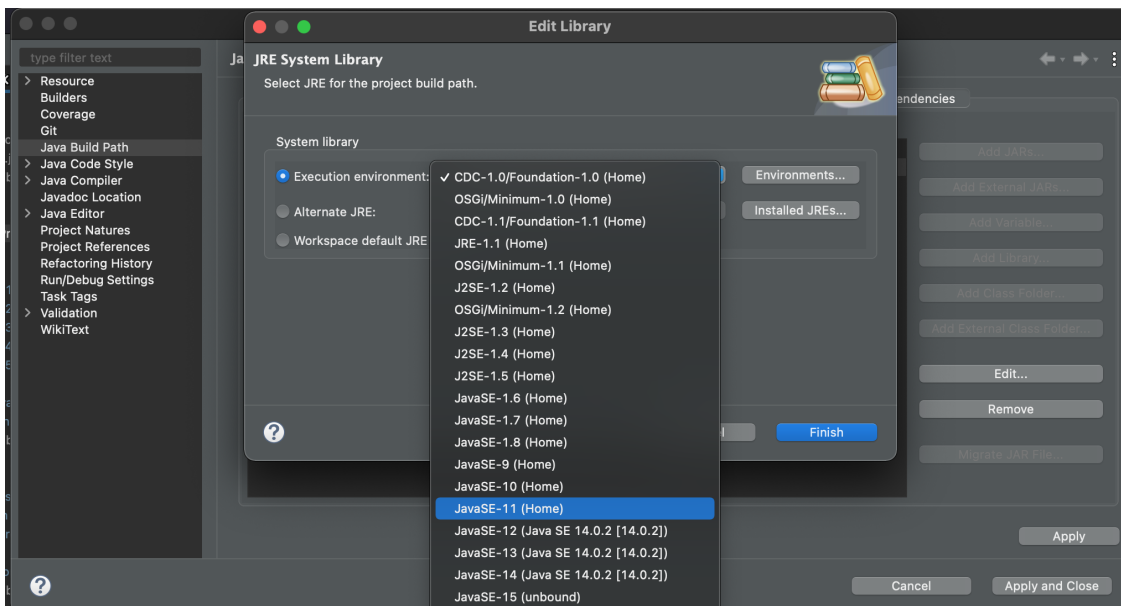 Edit Library
type filter text
Resource
Builders
Coverage
Git
Java Build Path
Java Code Style
Java Compiler
Javadoc Location
Java Editor
Project Natures
Project References
Refactoring History
Run/Debug Settings
Task Tags
Validation
WikiText
Ja
JRE System Library
Select JRE for the project build path.
System library
Execution environment:
Alternate JRE:
Workspace default JRE
✓ CDC-1.0/Foundation-1.0 (Home)
OSGi/Minimum-1.0 (Home)
CDC-1.1/Foundation-1.1 (Home)
JRE-1.1 (Home)
OSGi/Minimum-1.1 (Home)
J2SE-1.2 (Home)
OSGi/Minimum-1.2 (Home)
J2SE-1.3 (Home)
J2SE-1.4 (Home)
J2SE-1.5 (Home)
JavaSE-1.6 (Home)
JavaSE-1.7 (Home)
JavaSE-1.8 (Home)
JavaSE-9 (Home)
JavaSE-10 (Home)
JavaSE-11 (Home)
JavaSE-12 (Java SE 14.0.2 [14.0.2])
JavaSE-13 (Java SE 14.0.2 [14.0.2])
JavaSE-14 (Java SE 14.0.2 [14.0.2])
JavaSE-15 (unbound)
Environments...
Installed JREs...
?
Finish
endencies
Add JARs...
Add External JARs...
Add Variable...
Add Library...
Add Class Folder...
Add External Class Folder...
Edit...
Remove
Migrate JAR File...
Apply
?
Cancel
Apply and Close